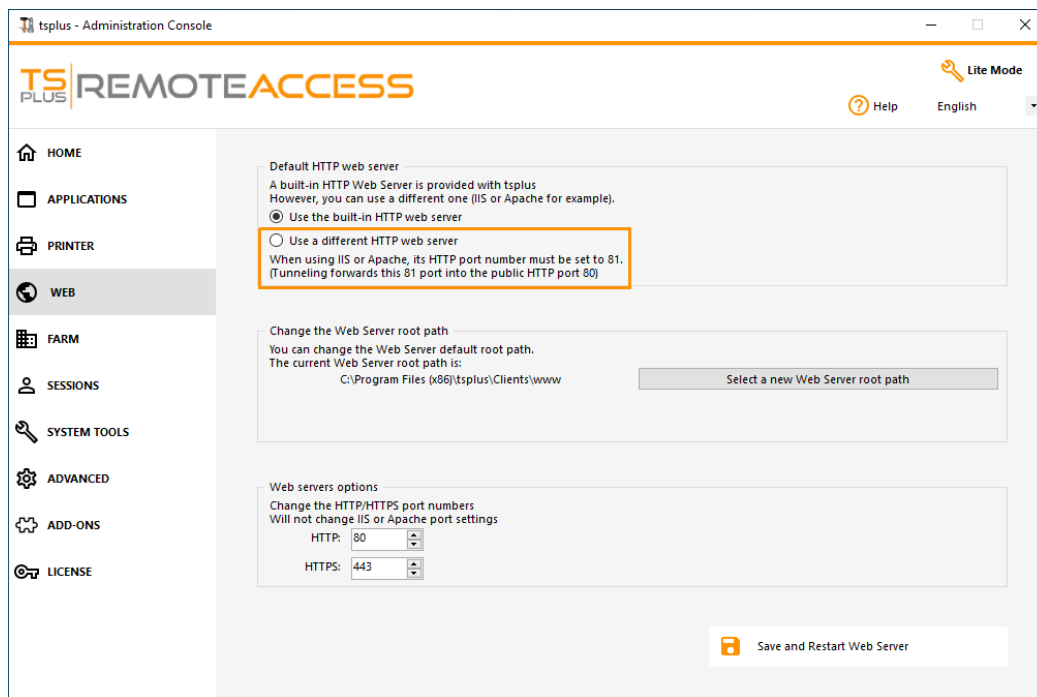 tsplus - Administration Console
TS PLUS REMOTEACCESS
Lite Mode
Help
English
HOME
APPLICATIONS
PRINTER
WEB
FARM
SESSIONS
SYSTEM TOOLS
ADVANCED
ADD-ONS
LICENSE
Default HTTP web server
A built-in HTTP Web Server is provided with tsplus
However, you can use a different one (IIS or Apache for example).
Use the built-in HTTP web server
Use a different HTTP web server
When using IIS or Apache, its HTTP port number must be set to 81.
(Tunneling forwards this 81 port into the public HTTP port 80)
Change the Web Server root path
You can change the Web Server default root path.
The current Web Server root path is:
C:\Program Files (x86)\tsplus\Clients\www
Select a new Web Server root path
Web servers options
Change the HTTP/HTTPS port numbers
Will not change IIS or Apache port settings
HTTP: 80
HTTPS: 443
Save and Restart Web Server